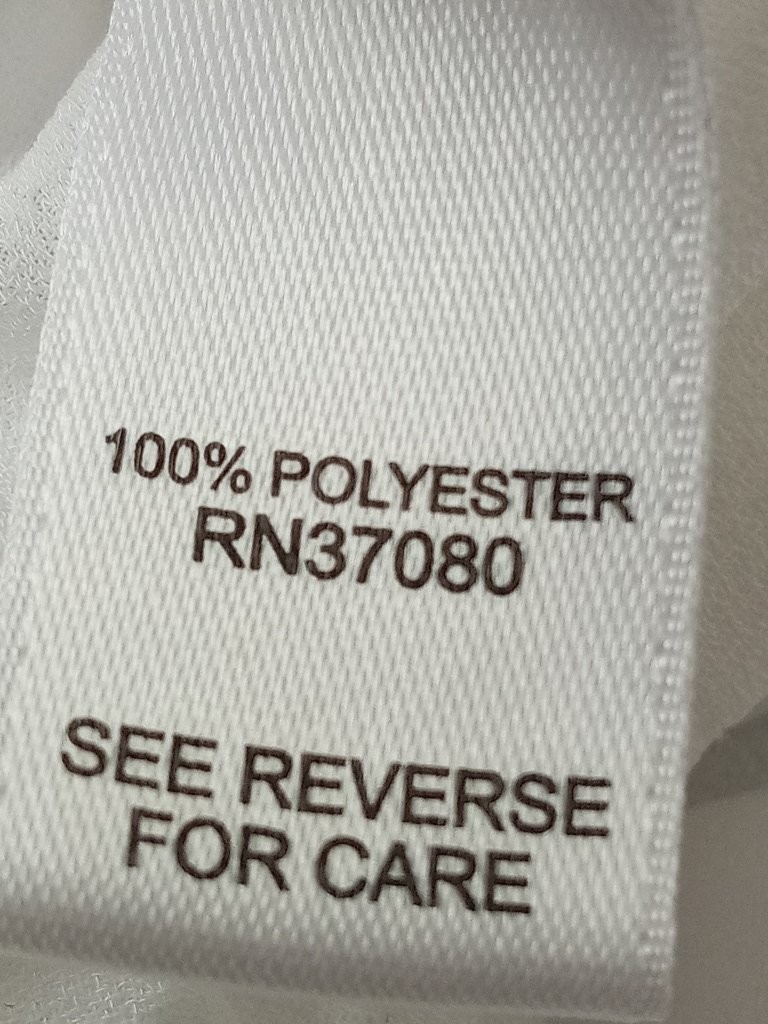 100% POLYESTER
RN37080
SEE REVERSE
FOR CARE